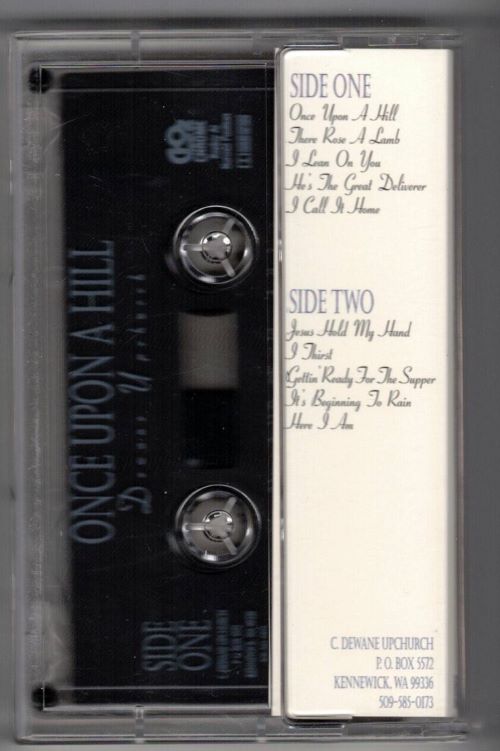 SIDE ONE
Once Upon A Hill
There Rose A Lamb
I Lean On You
He's The Great Deliverer
I Call It Home
SIDE TWO
Jesus Hold My Hand
I Thirst
Gettin' Ready For The Supper
It's Beginning To Rain
Here I Am
C. DEWANE UPCHURCH
P. O. BOX 5572
KENNEWICK, WA 99336
509-585-0173
ONCE UPON A HILL
Dewane Upchurch
SIDE
ONE